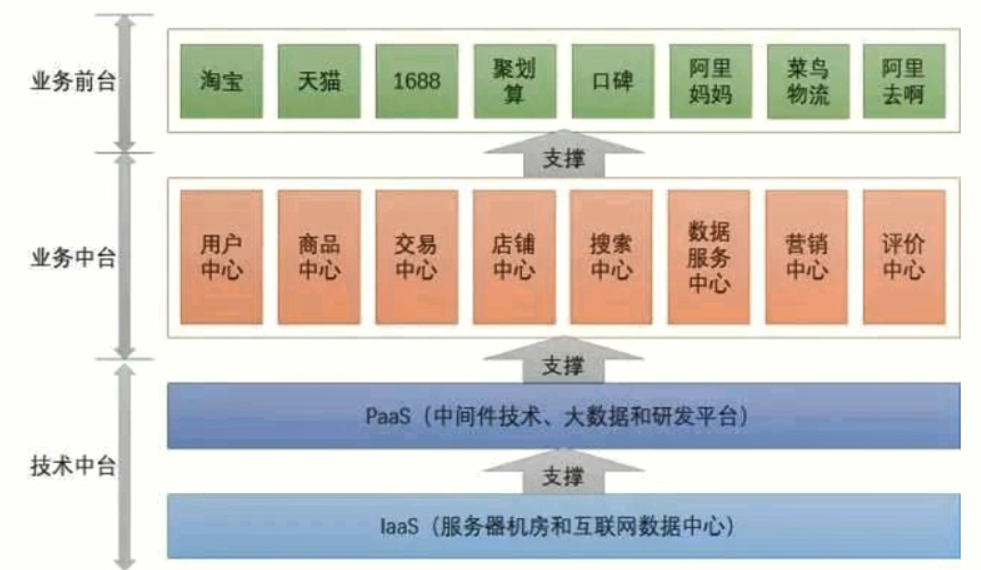 业务前台
淘宝
天猫
1688
聚划
算
口碑
阿里
妈妈
菜鸟
物流
阿里
去啊
支撑
业务中台
用户
中心
商品
中心
交易
中心
店铺
中心
搜索
中心
数据
服务
中心
营销
中心
评价
中心
支撑
技术中台
PaaS（中间件技术、大数据和研发平台）
支撑
IaaS（服务器机房和互联网数据中心）